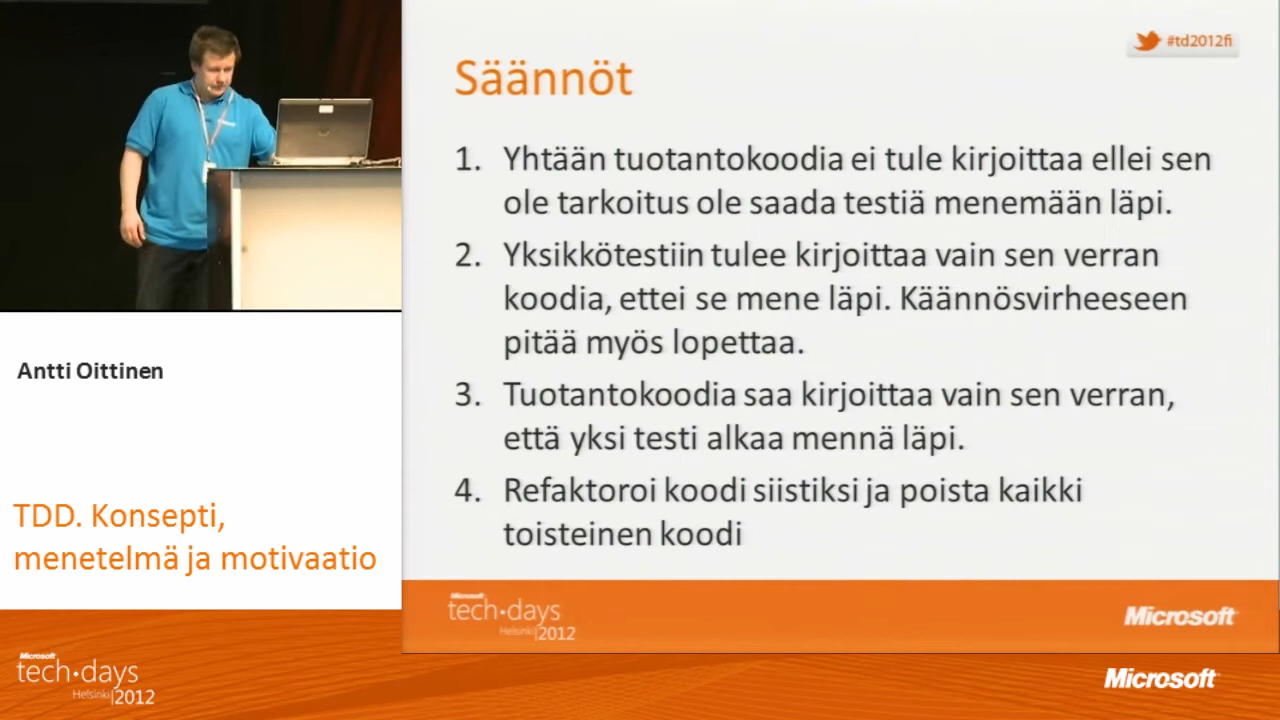 #td2012fi
Säännöt
1. Yhtään tuotantokoodia ei tule kirjoittaa ellei sen
ole tarkoitus ole saada testiä menemään läpi.
2. Yksikkötestiin tulee kirjoittaa vain sen verran
koodia, ettei se mene läpi. Käännösvirheeseen
pitää myös lopettaa.
3. Tuotantokoodia saa kirjoittaa vain sen verran,
että yksi testi alkaa mennä läpi.
4. Refaktoroi koodi siistiksi ja poista kaikki
toisteinen koodi
Microsoft
tech·days
Helsinki|2012
Microsoft
Antti Oittinen
TDD. Konsepti,
menetelmä ja motivaatio
Microsoft
tech·days
Helsinki|2012
Microsoft